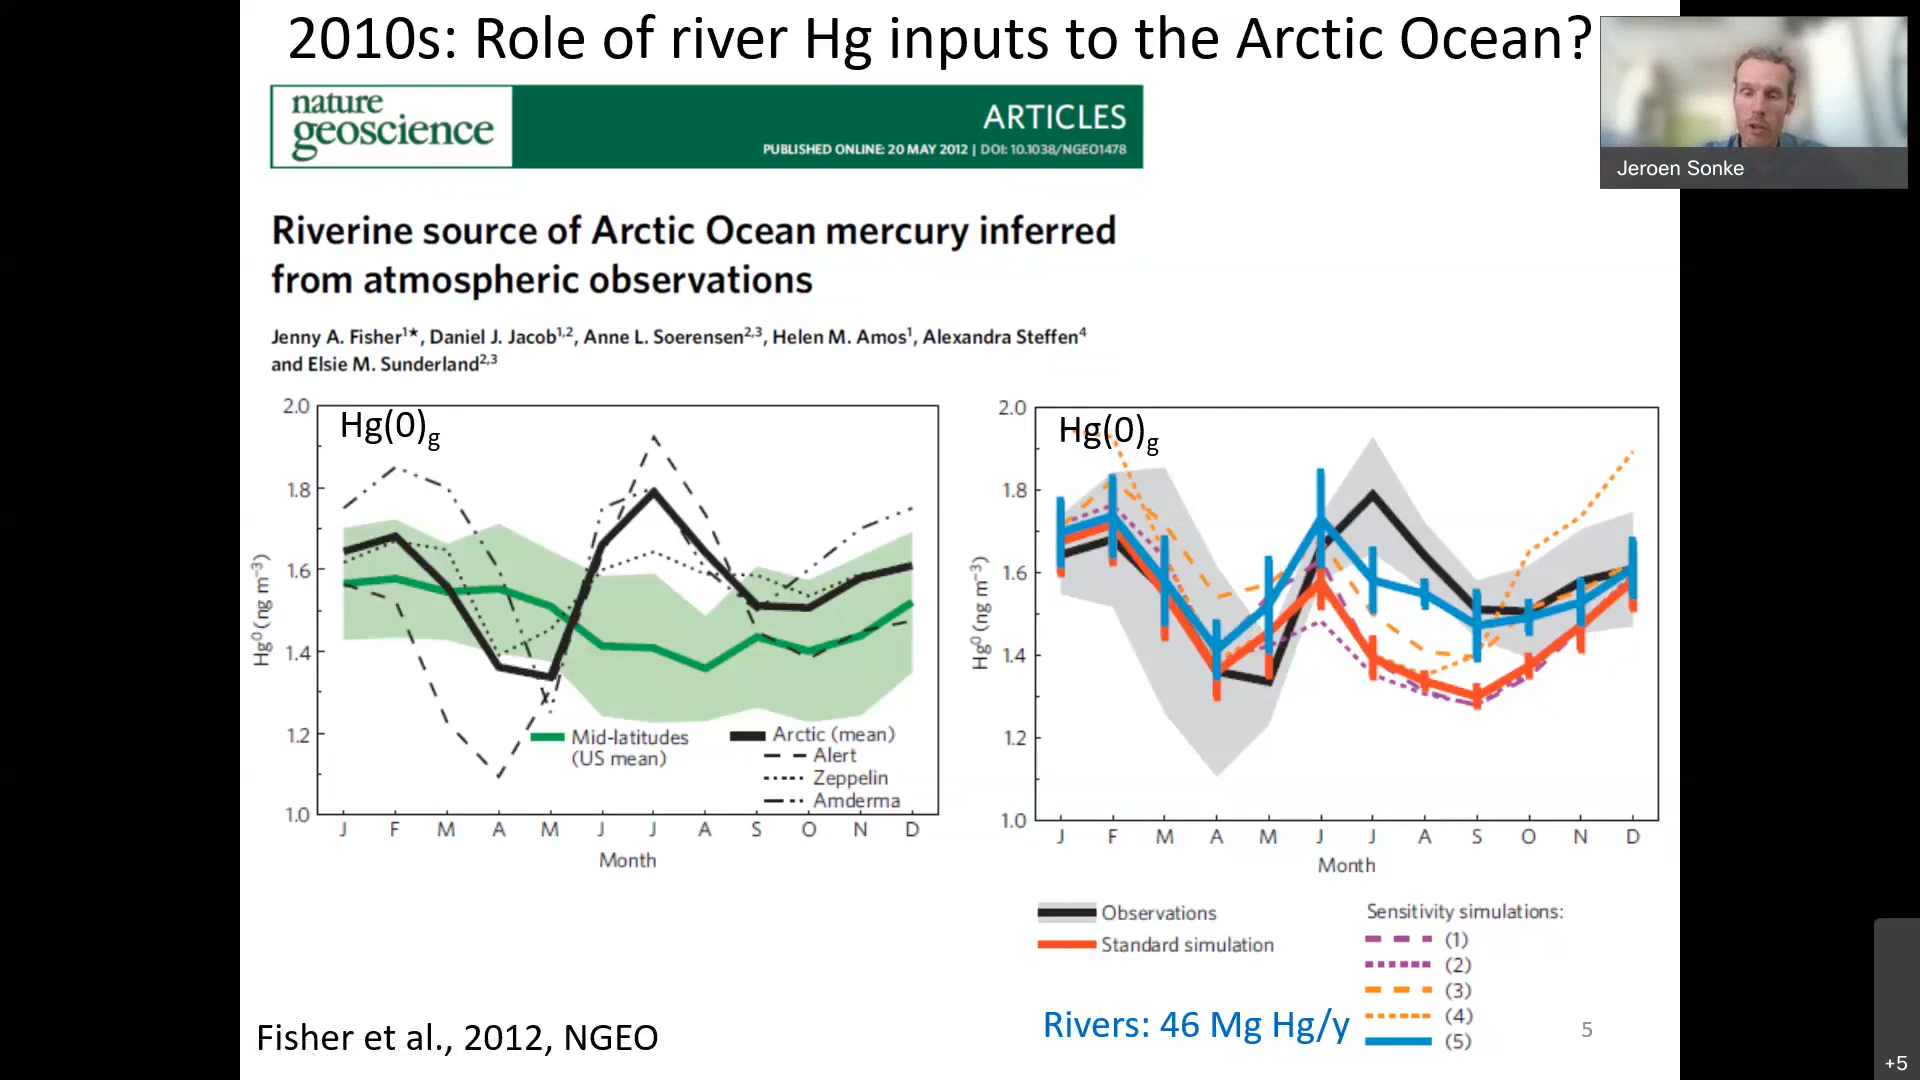 2010s: Role of river Hg inputs to the Arctic Ocean?
Jeroen Sonke
nature
geoscience
ARTICLES
PUBLISHED ONLINE: 20 MAY 2012 | DOI: 10.1038/NGEO1478
Riverine source of Arctic Ocean mercury inferred
from atmospheric observations
Jenny A. Fisher¹*, Daniel J. Jacob¹,², Anne L. Soerensen²,³, Helen M. Amos¹, Alexandra Steffen⁴
and Elsie M. Sunderland²,³
Hg(0)g
2.0
1.8
1.6
1.4
1.2
1.0
Hg⁰ (ng m⁻³)
J F M A M J J A S O N D
Month
Mid-latitudes
(US mean)
Arctic (mean)
Alert
Zeppelin
Amderma
Hg(0)g
2.0
1.8
1.6
1.4
1.2
1.0
Hg⁰ (ng m⁻³)
J F M A M J J A S O N D
Month
Observations
Standard simulation
Sensitivity simulations:
(1)
(2)
(3)
(4)
(5)
Rivers: 46 Mg Hg/y
Fisher et al., 2012, NGEO
5
+5